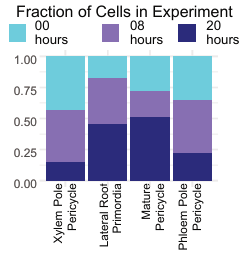 Fraction of Cells in Experiment
00 hours
08 hours
20 hours
1.00
0.75
0.50
0.25
0.00
Xylem Pole
Pericycle
Lateral Root
Primordia
Mature
Pericycle
Phloem Pole
Pericycle